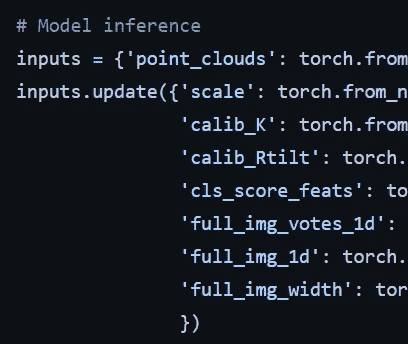 # Model inference
inputs = {'point_clouds': torch.from
inputs.update({'scale': torch.from_n
'calib_K': torch.from
'calib_Rtilt': torch.
'cls_score_feats': to
'full_img_votes_1d':
'full_img_1d': torch.
'full_img_width': tor
})